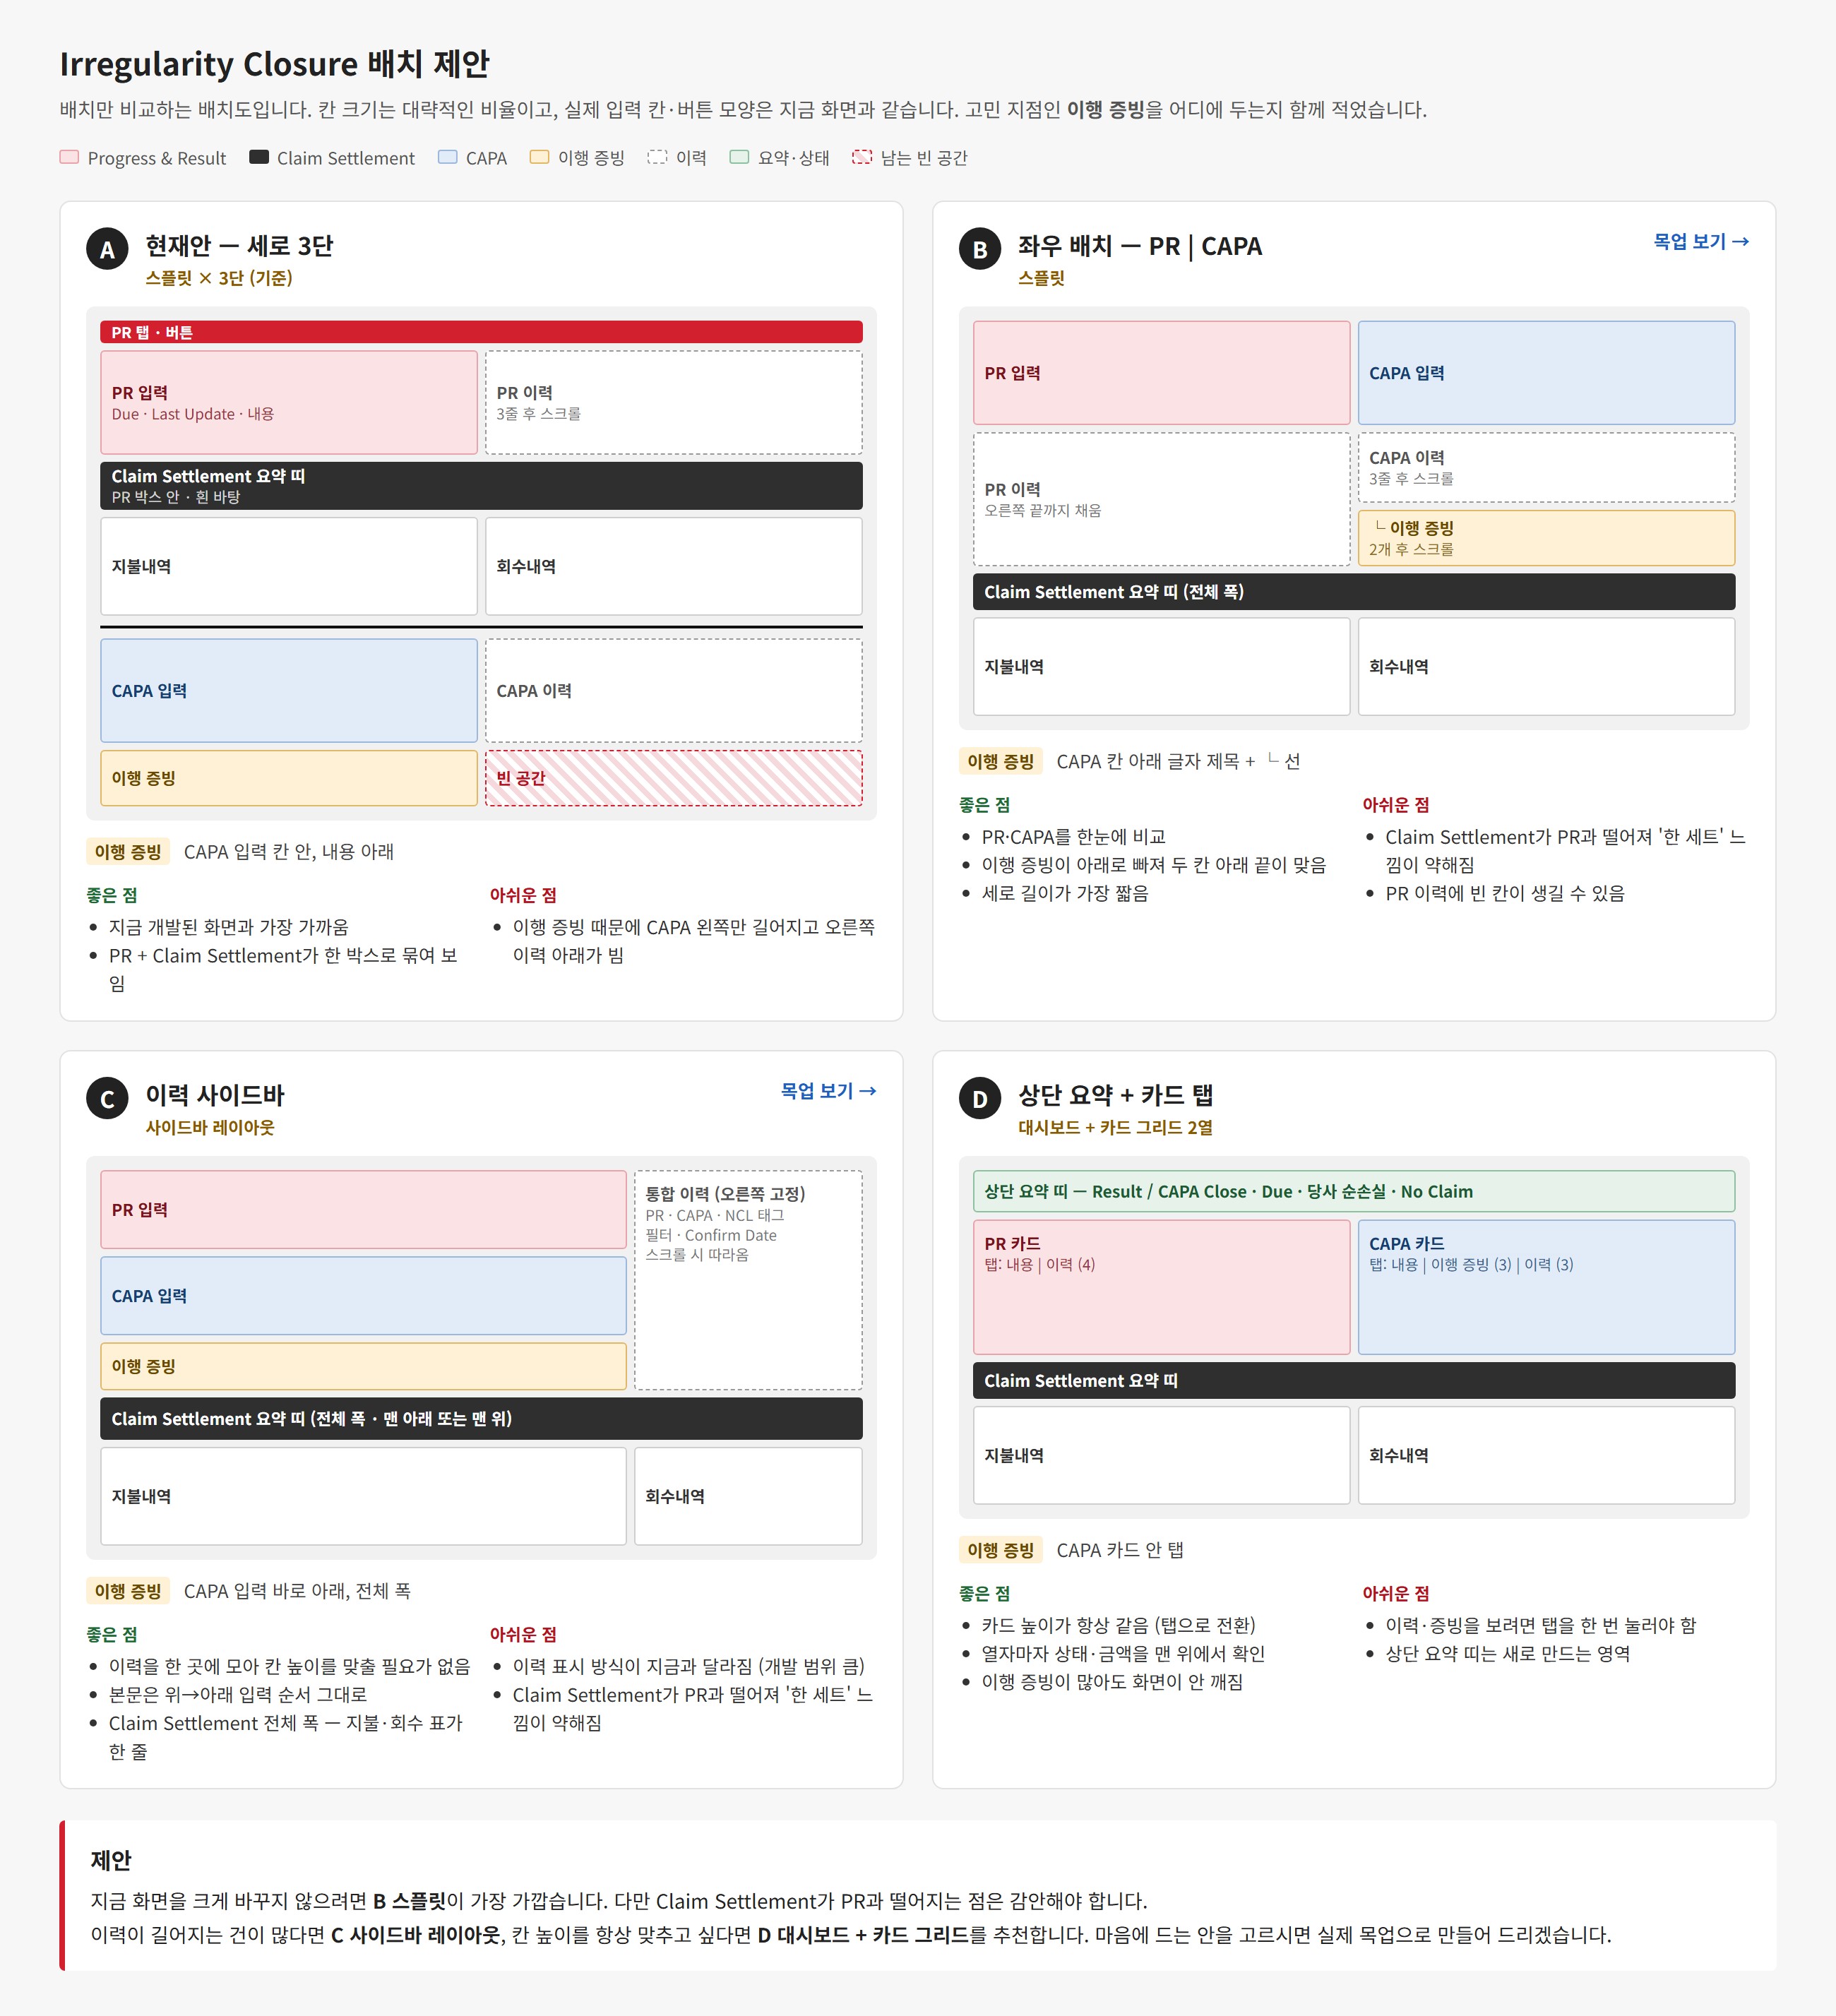 Irregularity Closure 배치 제안
배치만 비교하는 배치도입니다. 칸 크기는 대략적인 비율이고, 실제 입력 칸·버튼 모양은 지금 화면과 같습니다. 고민 지점인 이행 증빙을 어디에 두는지 함께 적었습니다.
Progress & Result
Claim Settlement
CAPA
이행 증빙
이력
요약·상태
남는 빈 공간
A
현재안 — 세로 3단
스플릿 × 3단 (기준)
PR 탭 · 버튼
PR 입력
Due · Last Update · 내용
PR 이력
3줄 후 스크롤
Claim Settlement 요약 띠
PR 박스 안 · 흰 바탕
지불내역
회수내역
CAPA 입력
CAPA 이력
이행 증빙
빈 공간
이행 증빙 CAPA 입력 칸 안, 내용 아래
좋은 점
지금 개발된 화면과 가장 가까움
PR + Claim Settlement가 한 박스로 묶여 보
임
아쉬운 점
이행 증빙 때문에 CAPA 왼쪽만 길어지고 오른쪽
이력 아래가 빔
B
좌우 배치 — PR | CAPA
스플릿
목업 보기 →
PR 입력
CAPA 입력
PR 이력
오른쪽 끝까지 채움
CAPA 이력
3줄 후 스크롤
└ 이행 증빙
2개 후 스크롤
Claim Settlement 요약 띠 (전체 폭)
지불내역
회수내역
이행 증빙 CAPA 칸 아래 글자 제목 + └ 선
좋은 점
PR·CAPA를 한눈에 비교
이행 증빙이 아래로 빠져 두 칸 아래 끝이 맞음
세로 길이가 가장 짧음
아쉬운 점
Claim Settlement가 PR과 떨어져 '한 세트' 느
낌이 약해짐
PR 이력에 빈 칸이 생길 수 있음
C
이력 사이드바
사이드바 레이아웃
목업 보기 →
PR 입력
CAPA 입력
이행 증빙
통합 이력 (오른쪽 고정)
PR · CAPA · NCL 태그
필터 · Confirm Date
스크롤 시 따라옴
Claim Settlement 요약 띠 (전체 폭 · 맨 아래 또는 맨 위)
지불내역
회수내역
이행 증빙 CAPA 입력 바로 아래, 전체 폭
좋은 점
이력을 한 곳에 모아 칸 높이를 맞출 필요가 없음
본문은 위→아래 입력 순서 그대로
Claim Settlement 전체 폭 — 지불·회수 표가
한 줄
아쉬운 점
이력 표시 방식이 지금과 달라짐 (개발 범위 큼)
Claim Settlement가 PR과 떨어져 '한 세트' 느
낌이 약해짐
D
상단 요약 + 카드 탭
대시보드 + 카드 그리드 2열
상단 요약 띠 — Result / CAPA Close · Due · 당사 순손실 · No Claim
PR 카드
탭: 내용 | 이력 (4)
CAPA 카드
탭: 내용 | 이행 증빙 (3) | 이력 (3)
Claim Settlement 요약 띠
지불내역
회수내역
이행 증빙 CAPA 카드 안 탭
좋은 점
카드 높이가 항상 같음 (탭으로 전환)
열자마자 상태·금액을 맨 위에서 확인
이행 증빙이 많아도 화면이 안 깨짐
아쉬운 점
이력·증빙을 보려면 탭을 한 번 눌러야 함
상단 요약 띠는 새로 만드는 영역
제안
지금 화면을 크게 바꾸지 않으려면 B 스플릿이 가장 가깝습니다. 다만 Claim Settlement가 PR과 떨어지는 점은 감안해야 합니다.
이력이 길어지는 건이 많다면 C 사이드바 레이아웃, 칸 높이를 항상 맞추고 싶다면 D 대시보드 + 카드 그리드를 추천합니다. 마음에 드는 안을 고르시면 실제 목업으로 만들어 드리겠습니다.